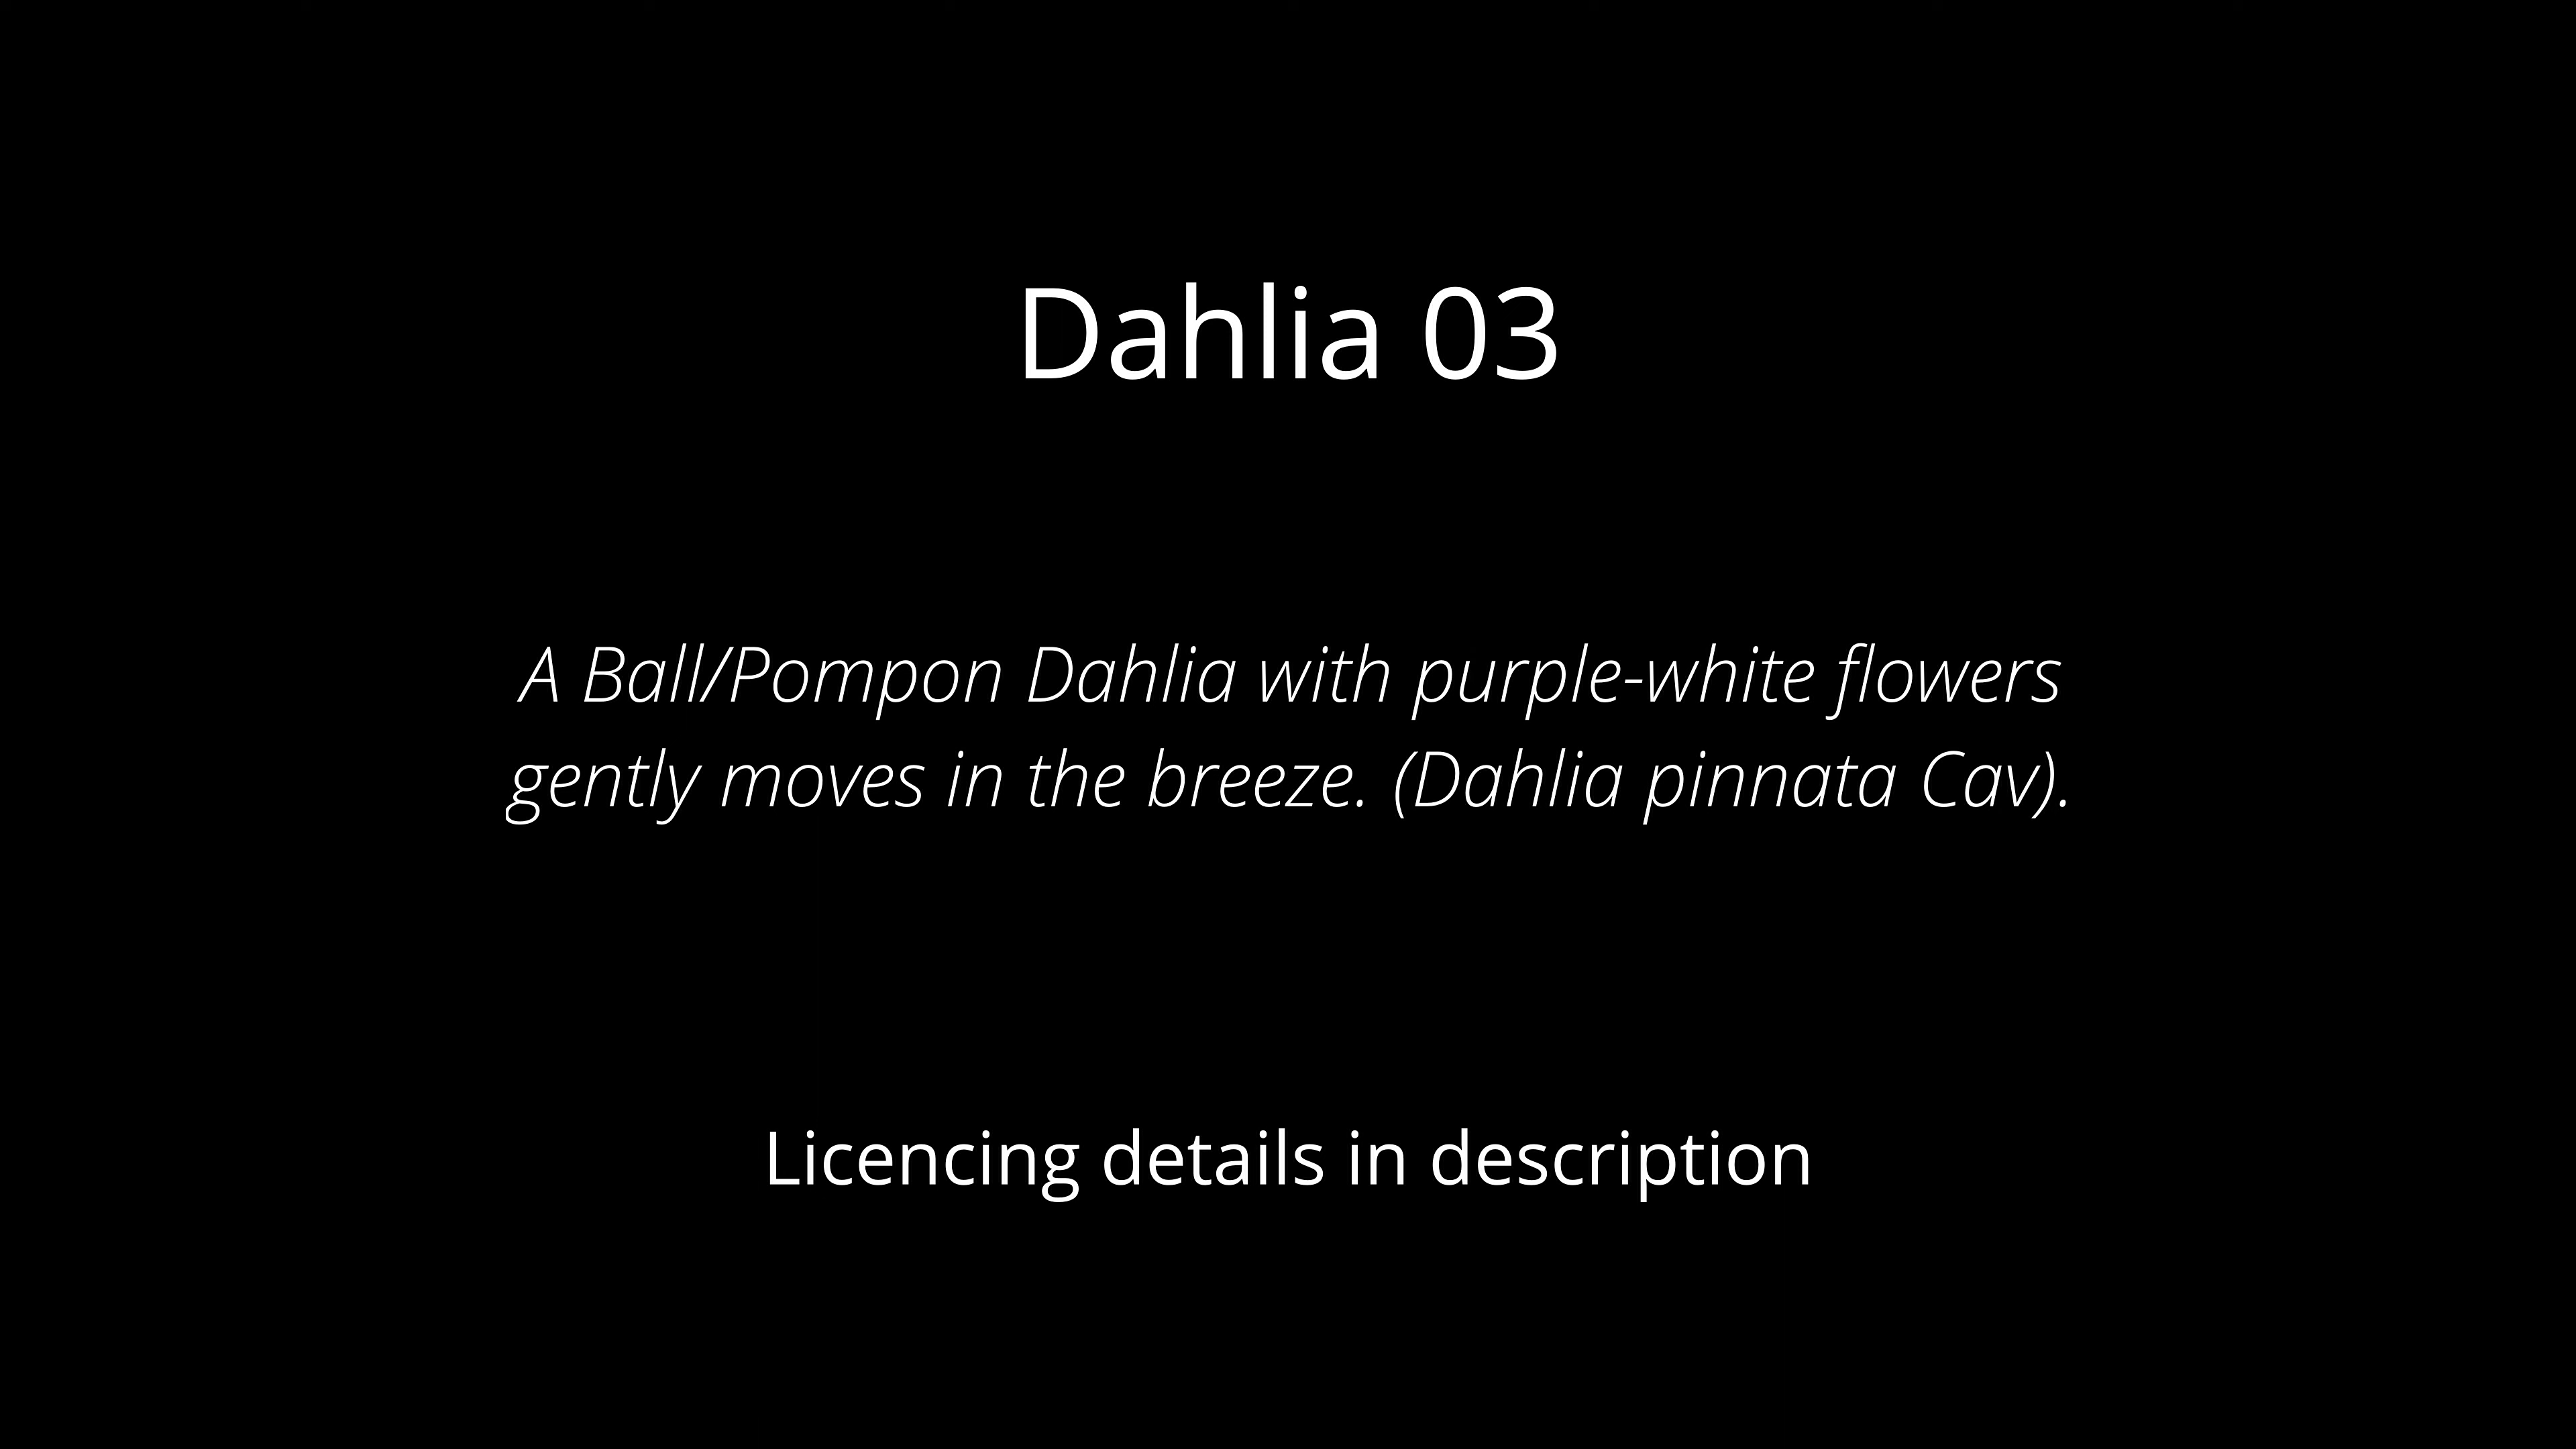 Dahlia 03
A Ball/Pompon Dahlia with purple-white flowers
gently moves in the breeze. (Dahlia pinnata Cav).
Licencing details in description